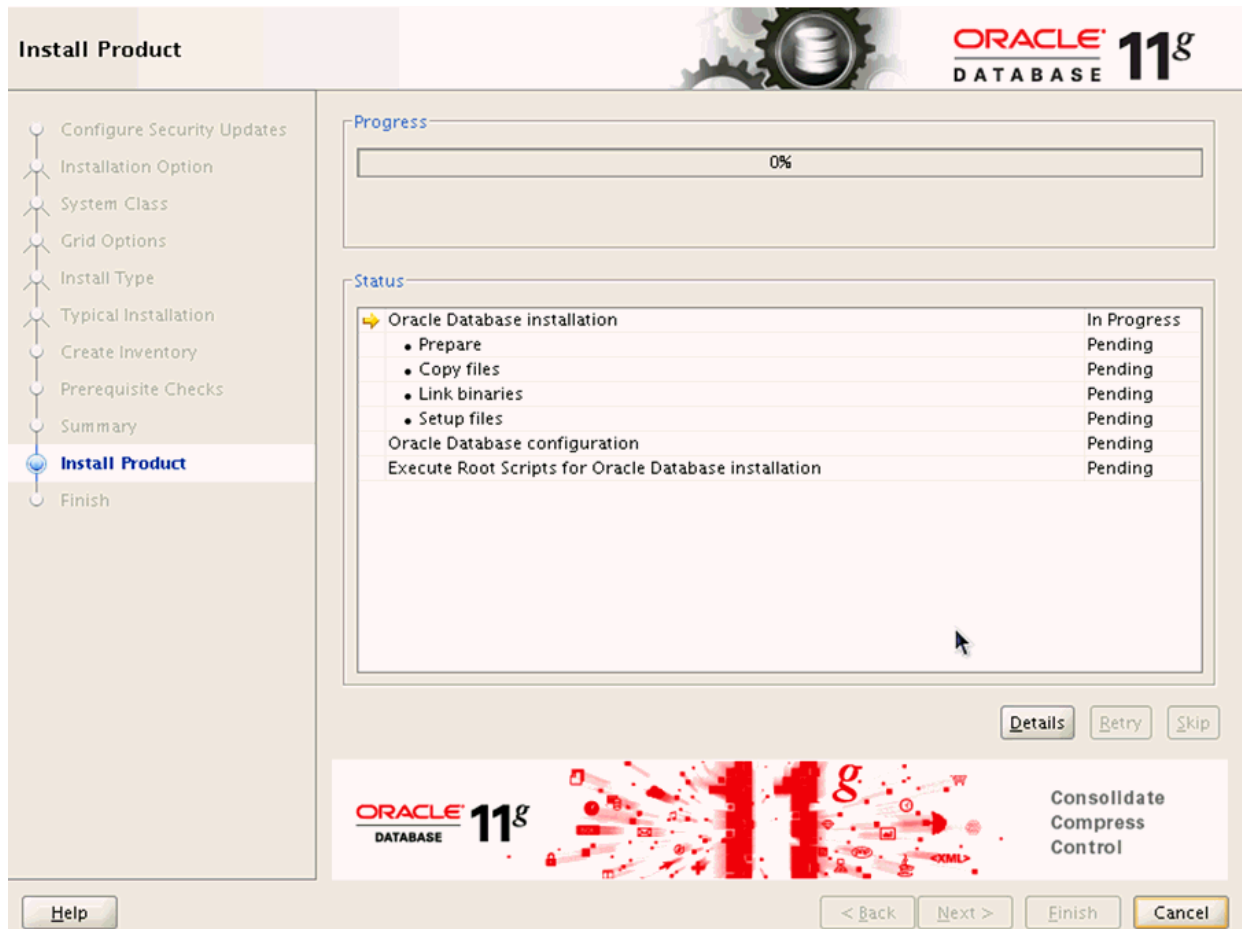 Install Product
ORACLE DATABASE 11g
Configure Security Updates
Installation Option
System Class
Grid Options
Install Type
Typical Installation
Create Inventory
Prerequisite Checks
Summary
Install Product
Finish
Progress
0%
Status
Oracle Database installation In Progress
• Prepare Pending
• Copy files Pending
• Link binaries Pending
• Setup files Pending
Oracle Database configuration Pending
Execute Root Scripts for Oracle Database installation Pending
Details Retry Skip
ORACLE DATABASE 11g
11g
<XML>
Consolidate
Compress
Control
Help < Back Next > Finish Cancel